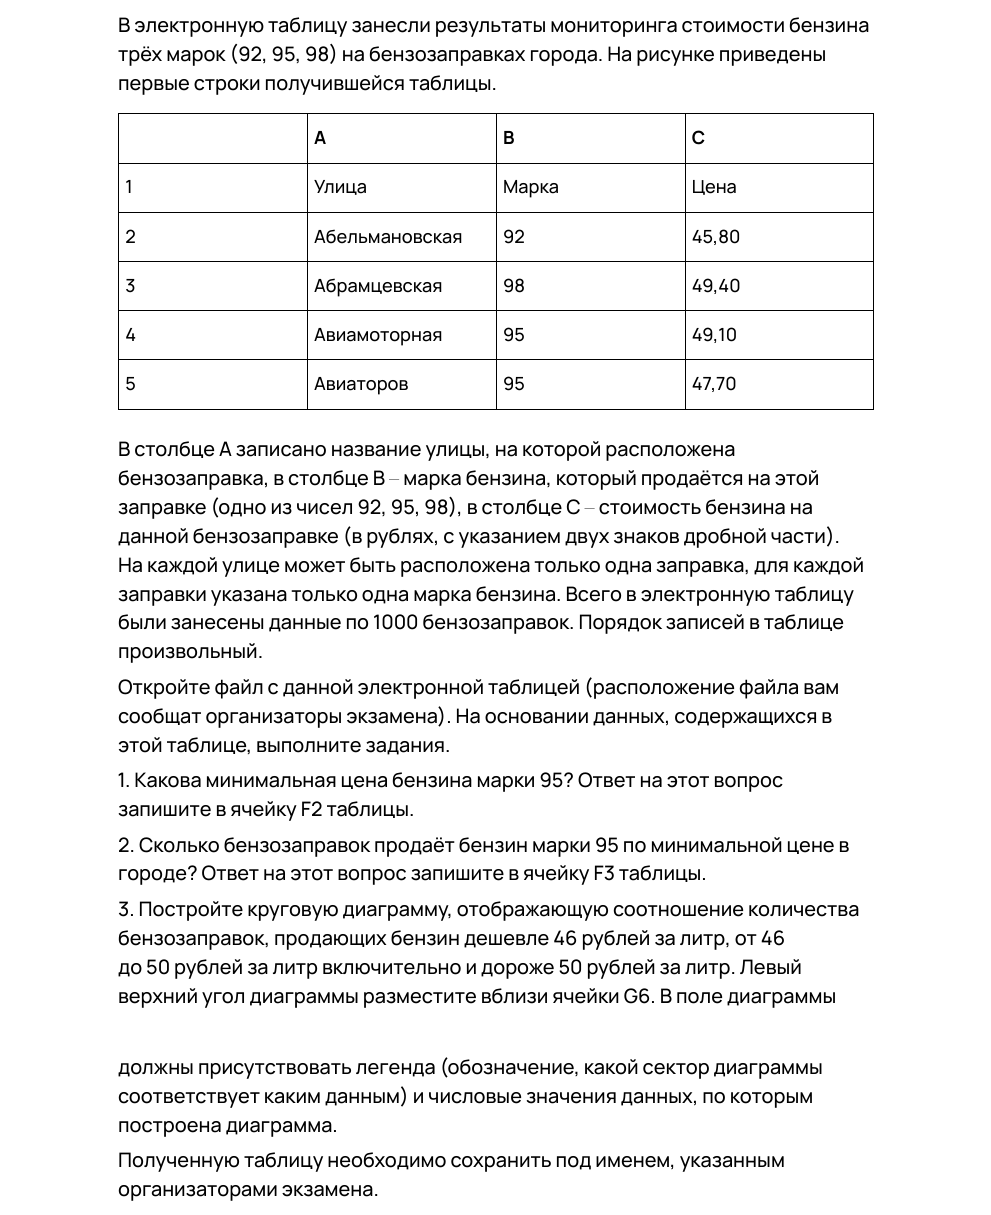 В электронную таблицу занесли результаты мониторинга стоимости бензина
трёх марок (92, 95, 98) на бензозаправках города. На рисунке приведены
первые строки получившейся таблицы.
A B C
1 Улица Марка Цена
2 Абельмановская 92 45,80
3 Абрамцевская 98 49,40
4 Авиамоторная 95 49,10
5 Авиаторов 95 47,70
В столбце A записано название улицы, на которой расположена
бензозаправка, в столбце B – марка бензина, который продаётся на этой
заправке (одно из чисел 92, 95, 98), в столбце C – стоимость бензина на
данной бензозаправке (в рублях, с указанием двух знаков дробной части).
На каждой улице может быть расположена только одна заправка, для каждой
заправки указана только одна марка бензина. Всего в электронную таблицу
были занесены данные по 1000 бензозаправок. Порядок записей в таблице
произвольный.
Откройте файл с данной электронной таблицей (расположение файла вам
сообщат организаторы экзамена). На основании данных, содержащихся в
этой таблице, выполните задания.
1. Какова минимальная цена бензина марки 95? Ответ на этот вопрос
запишите в ячейку F2 таблицы.
2. Сколько бензозаправок продаёт бензин марки 95 по минимальной цене в
городе? Ответ на этот вопрос запишите в ячейку F3 таблицы.
3. Постройте круговую диаграмму, отображающую соотношение количества
бензозаправок, продающих бензин дешевле 46 рублей за литр, от 46
до 50 рублей за литр включительно и дороже 50 рублей за литр. Левый
верхний угол диаграммы разместите вблизи ячейки G6. В поле диаграммы
должны присутствовать легенда (обозначение, какой сектор диаграммы
соответствует каким данным) и числовые значения данных, по которым
построена диаграмма.
Полученную таблицу необходимо сохранить под именем, указанным
организаторами экзамена.